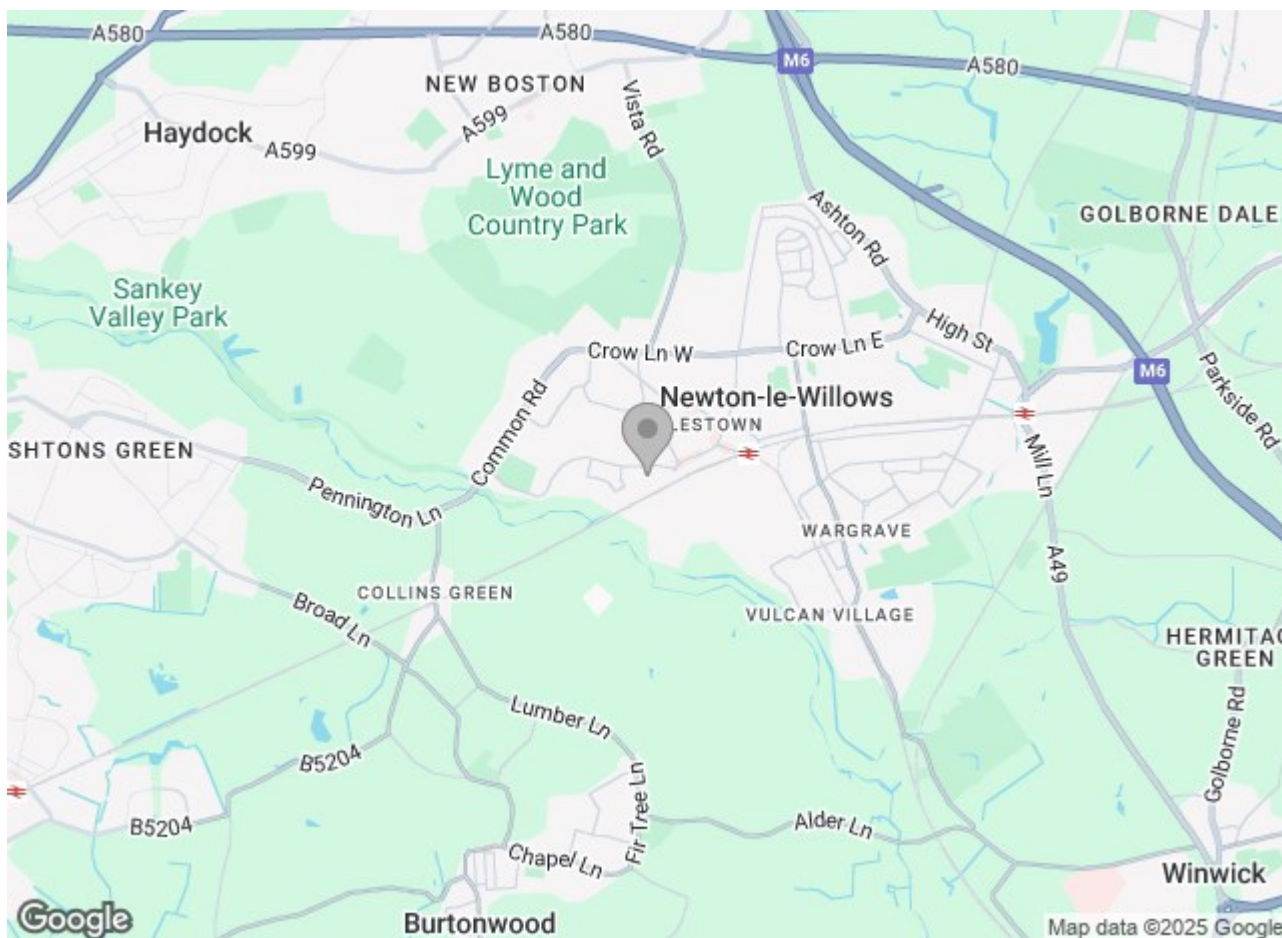 A580
A580
M6
A580
NEW BOSTON
Vista Rd
Haydock
A599
A599
Lyme and
Wood
Country Park
Ashton Rd
GOLBORNE DALE
Sankey
Valley Park
High St
Crow Ln W
Crow Ln E
M6
Parkside Rd
Common Rd
Newton-le-Willows
LESTOWN
SHTONS GREEN
Mill Ln
Pennington Ln
WARGRAVE
A49
COLLINS GREEN
Broad Ln
VULCAN VILLAGE
HERMITAG
GREEN
Lumber Ln
Golborne Rd
B5204
Fir Tree Ln
B5204
Alder Ln
Chapel Ln
Winwick
Burtonwood
Google
Map data ©2025 Google